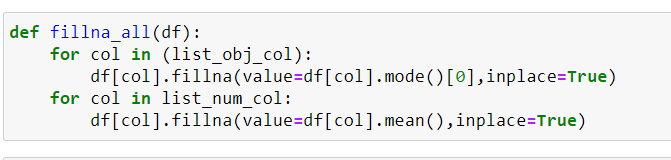 def fillna_all(df):
    for col in (list_obj_col):
        df[col].fillna(value=df[col].mode()[0],inplace=True)
    for col in list_num_col:
        df[col].fillna(value=df[col].mean(),inplace=True)